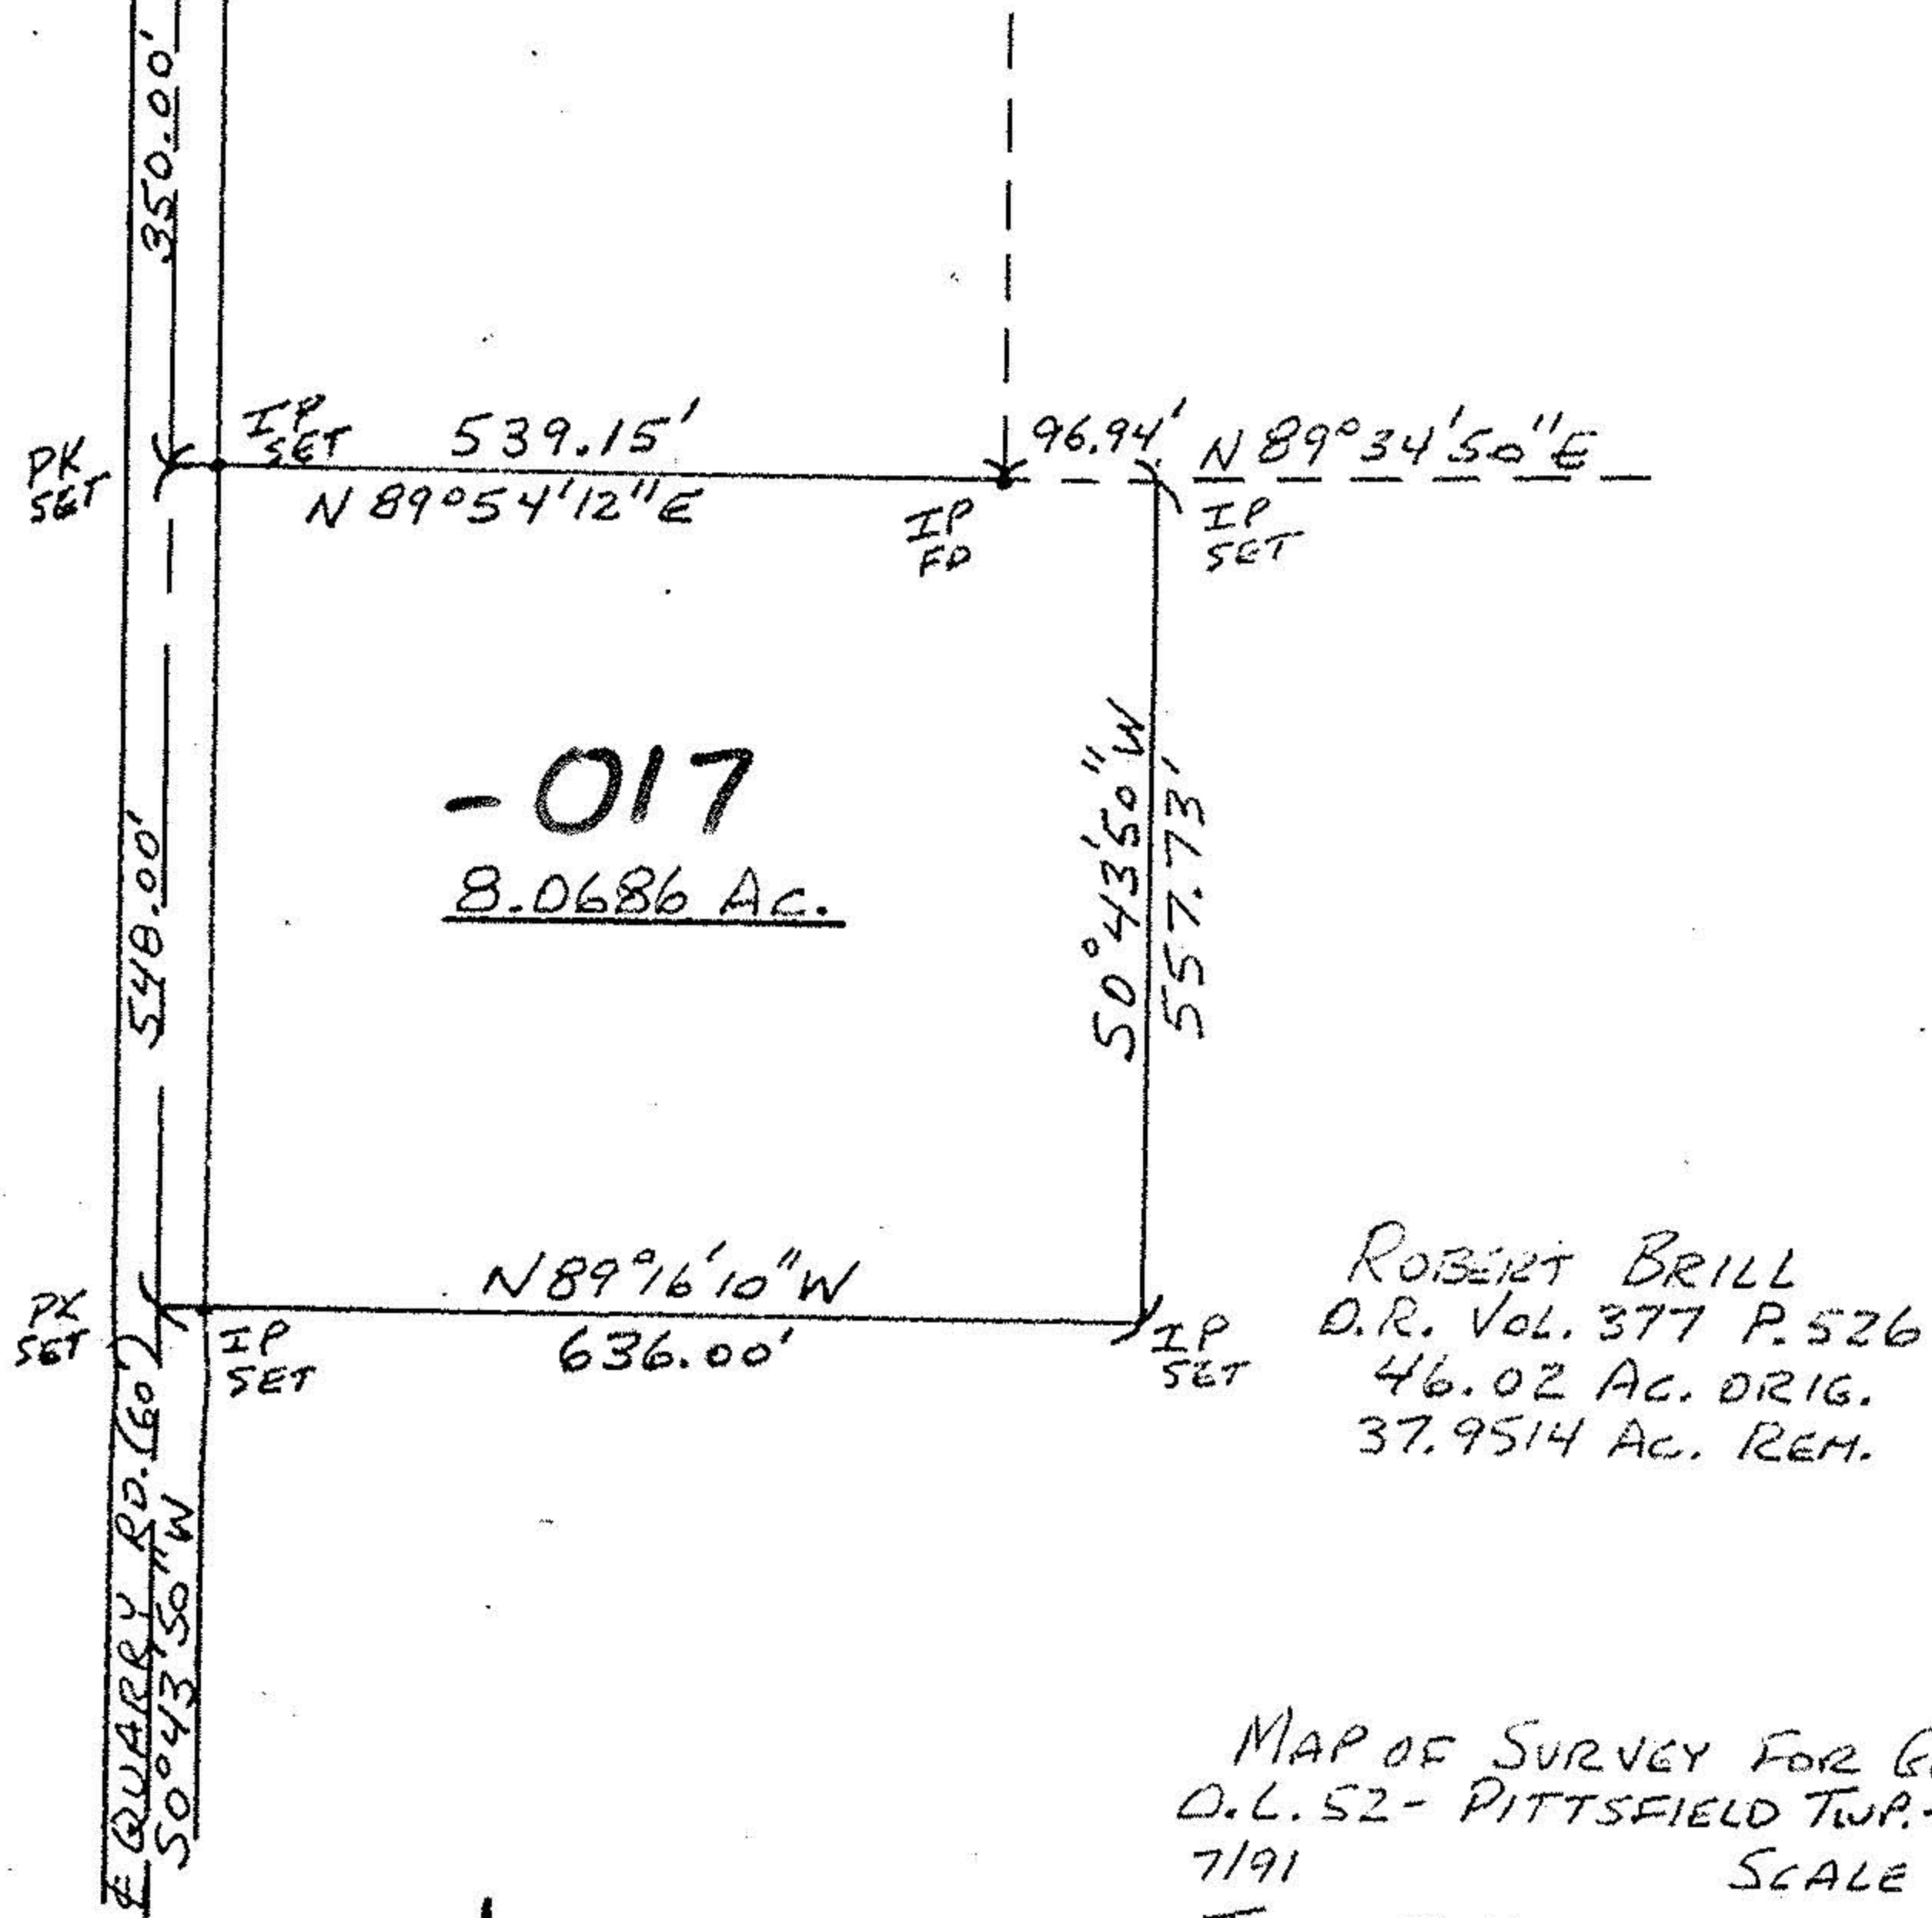 350.00'
PK
SET
IP
SET
539.15'
N 89°54'12"E
96.94'
N 89°34'50"E
IP
FD
IP
SET
-017
8.0686 Ac.
548.00'
S0°43'50"W
557.73'
PK
SET
IP
SET
N 89°16'10"W
636.00'
IP
SET
ROBERT BRILL
D.R. VOL. 377 P. 526
46.02 AC. ORIG.
37.9514 AC. REM.
℄ QUARRY RD. (60')
S0°43'50"W
MAP OF SURVEY FOR
O.L. 52 - PITTSFIELD TWP.
7/91
SCALE